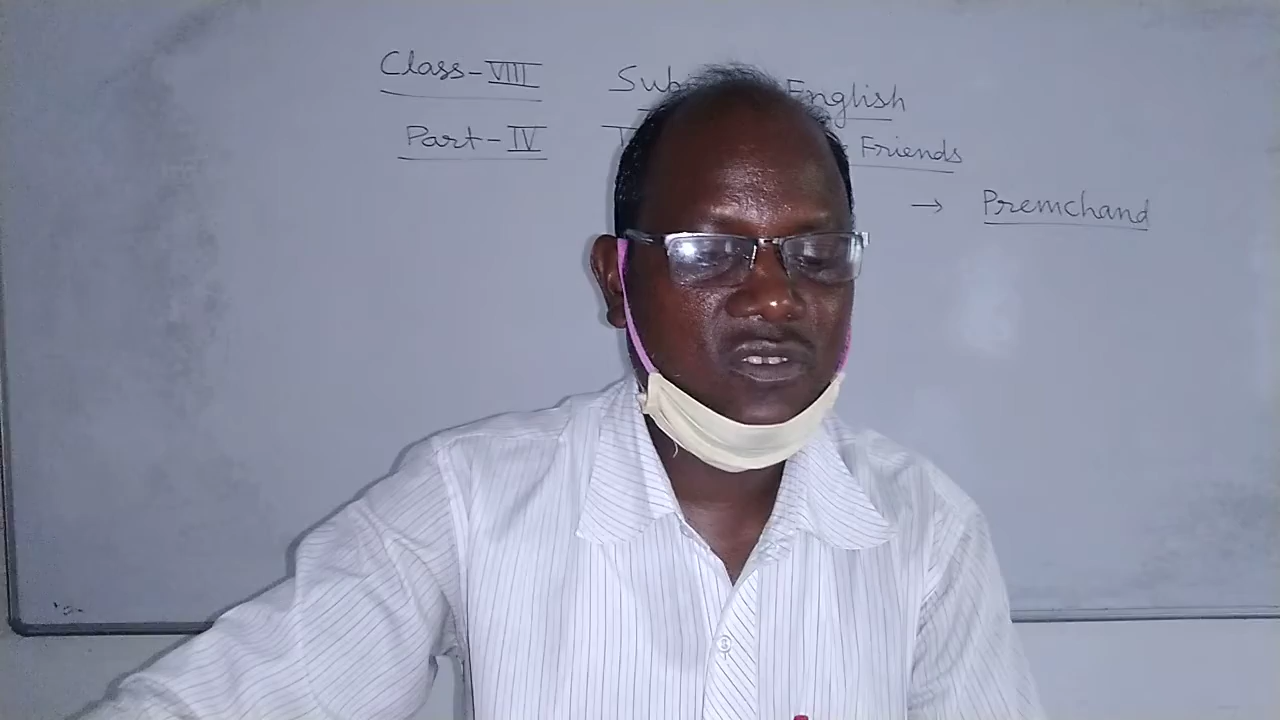 Class-VIII Sub English
Part-IV T Friends
→ Premchand